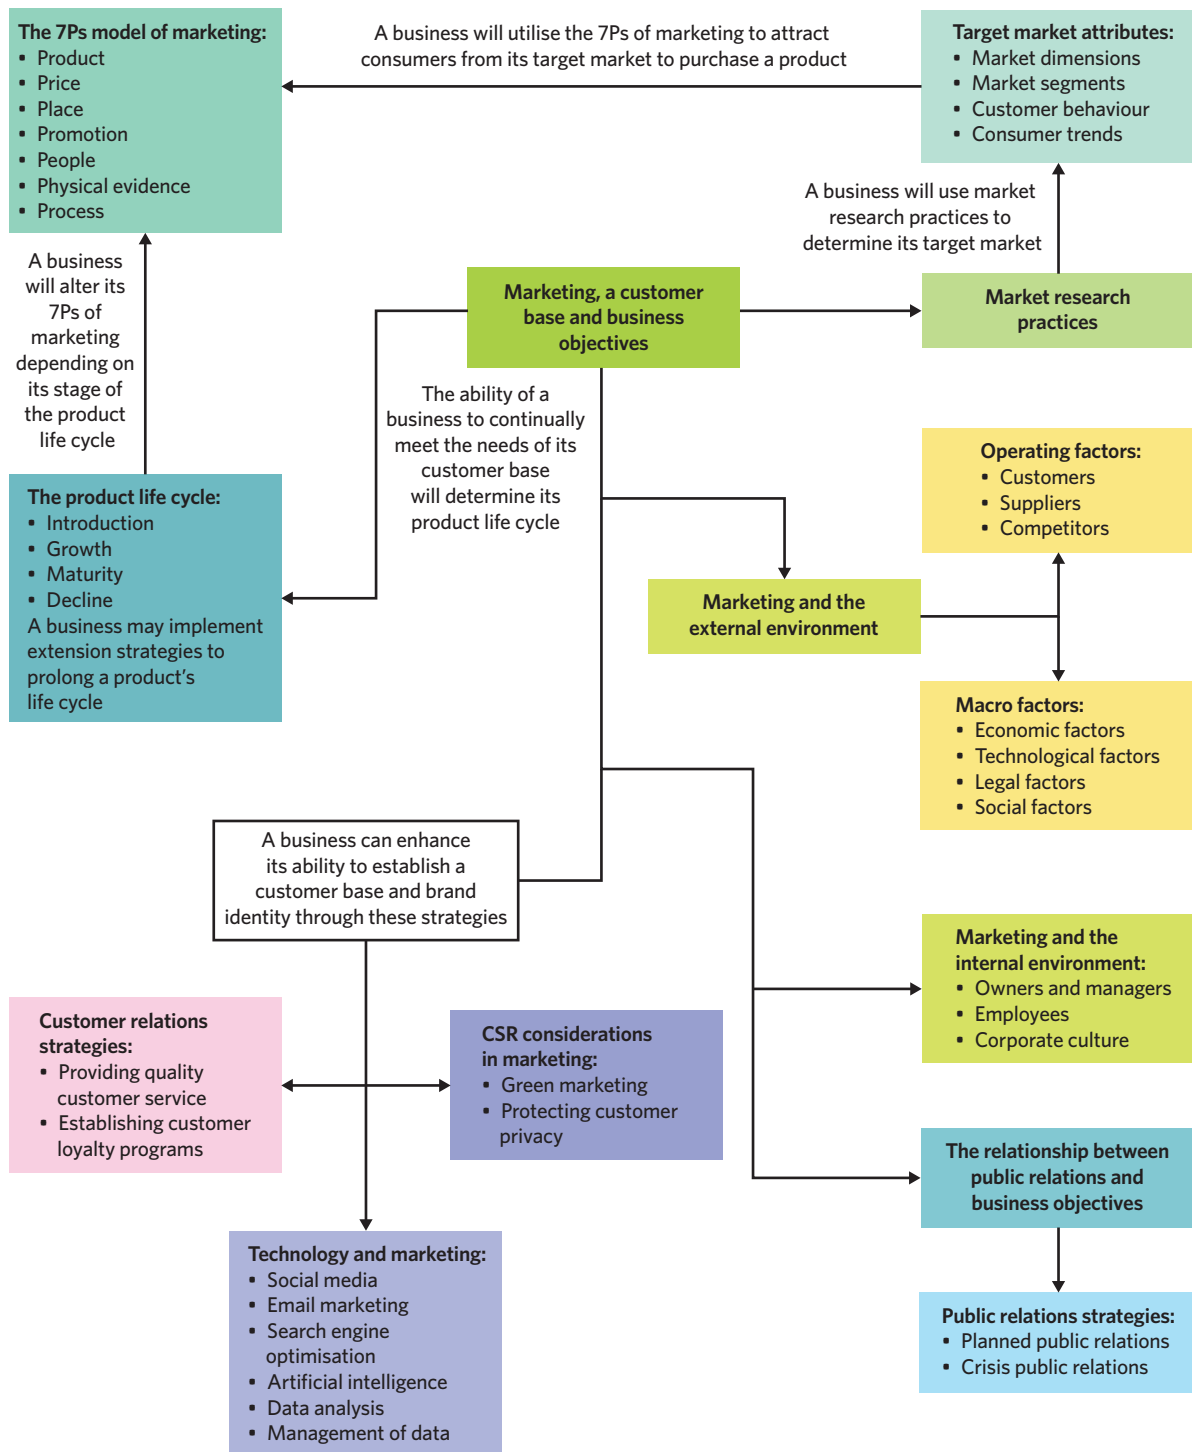 The 7Ps model of marketing:
▪ Product
▪ Price
▪ Place
▪ Promotion
▪ People
▪ Physical evidence
▪ Process
A business will utilise the 7Ps of marketing to attract
consumers from its target market to purchase a product
Target market attributes:
▪ Market dimensions
▪ Market segments
▪ Customer behaviour
▪ Consumer trends
A business will use market
research practices to
determine its target market
A business
will alter its
7Ps of
marketing
depending on
its stage of
the product
life cycle
Marketing, a customer
base and business
objectives
Market research
practices
The ability of a
business to continually
meet the needs of its
customer base
will determine its
product life cycle
Operating factors:
▪ Customers
▪ Suppliers
▪ Competitors
The product life cycle:
▪ Introduction
▪ Growth
▪ Maturity
▪ Decline
A business may implement
extension strategies to
prolong a product's
life cycle
Marketing and the
external environment
Macro factors:
▪ Economic factors
▪ Technological factors
▪ Legal factors
▪ Social factors
A business can enhance
its ability to establish a
customer base and brand
identity through these strategies
Marketing and the
internal environment:
▪ Owners and managers
▪ Employees
▪ Corporate culture
Customer relations
strategies:
▪ Providing quality
customer service
▪ Establishing customer
loyalty programs
CSR considerations
in marketing:
▪ Green marketing
▪ Protecting customer
privacy
The relationship between
public relations and
business objectives
Technology and marketing:
▪ Social media
▪ Email marketing
▪ Search engine
optimisation
▪ Artificial intelligence
▪ Data analysis
▪ Management of data
Public relations strategies:
▪ Planned public relations
▪ Crisis public relations